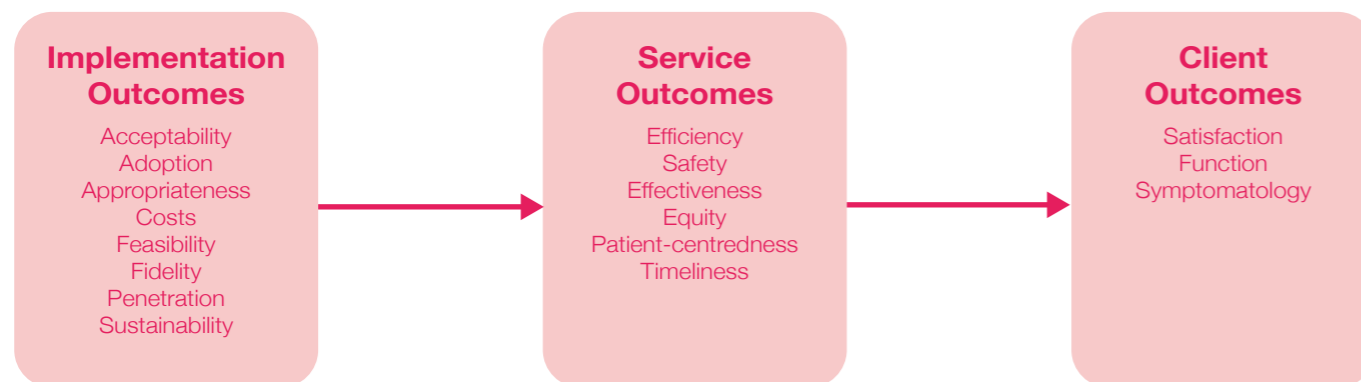 Implementation
Outcomes
Acceptability
Adoption
Appropriateness
Costs
Feasibility
Fidelity
Penetration
Sustainability
Service
Outcomes
Efficiency
Safety
Effectiveness
Equity
Patient-centredness
Timeliness
Client
Outcomes
Satisfaction
Function
Symptomatology